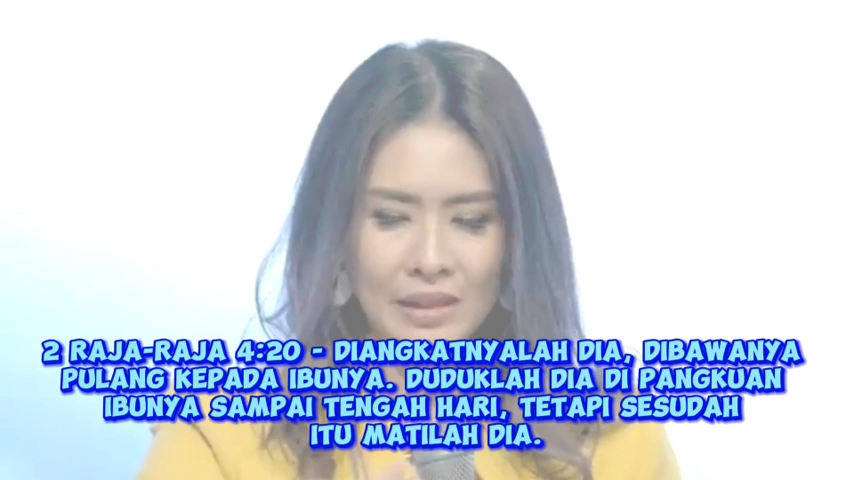 2 RAJA-RAJA 4:20 - DIANGKATNYALAH DIA, DIBAWANYA
PULANG KEPADA IBUNYA. DUDUKLAH DIA DI PANGKUAN
IBUNYA SAMPAI TENGAH HARI, TETAPI SESUDAH
ITU MATILAH DIA.